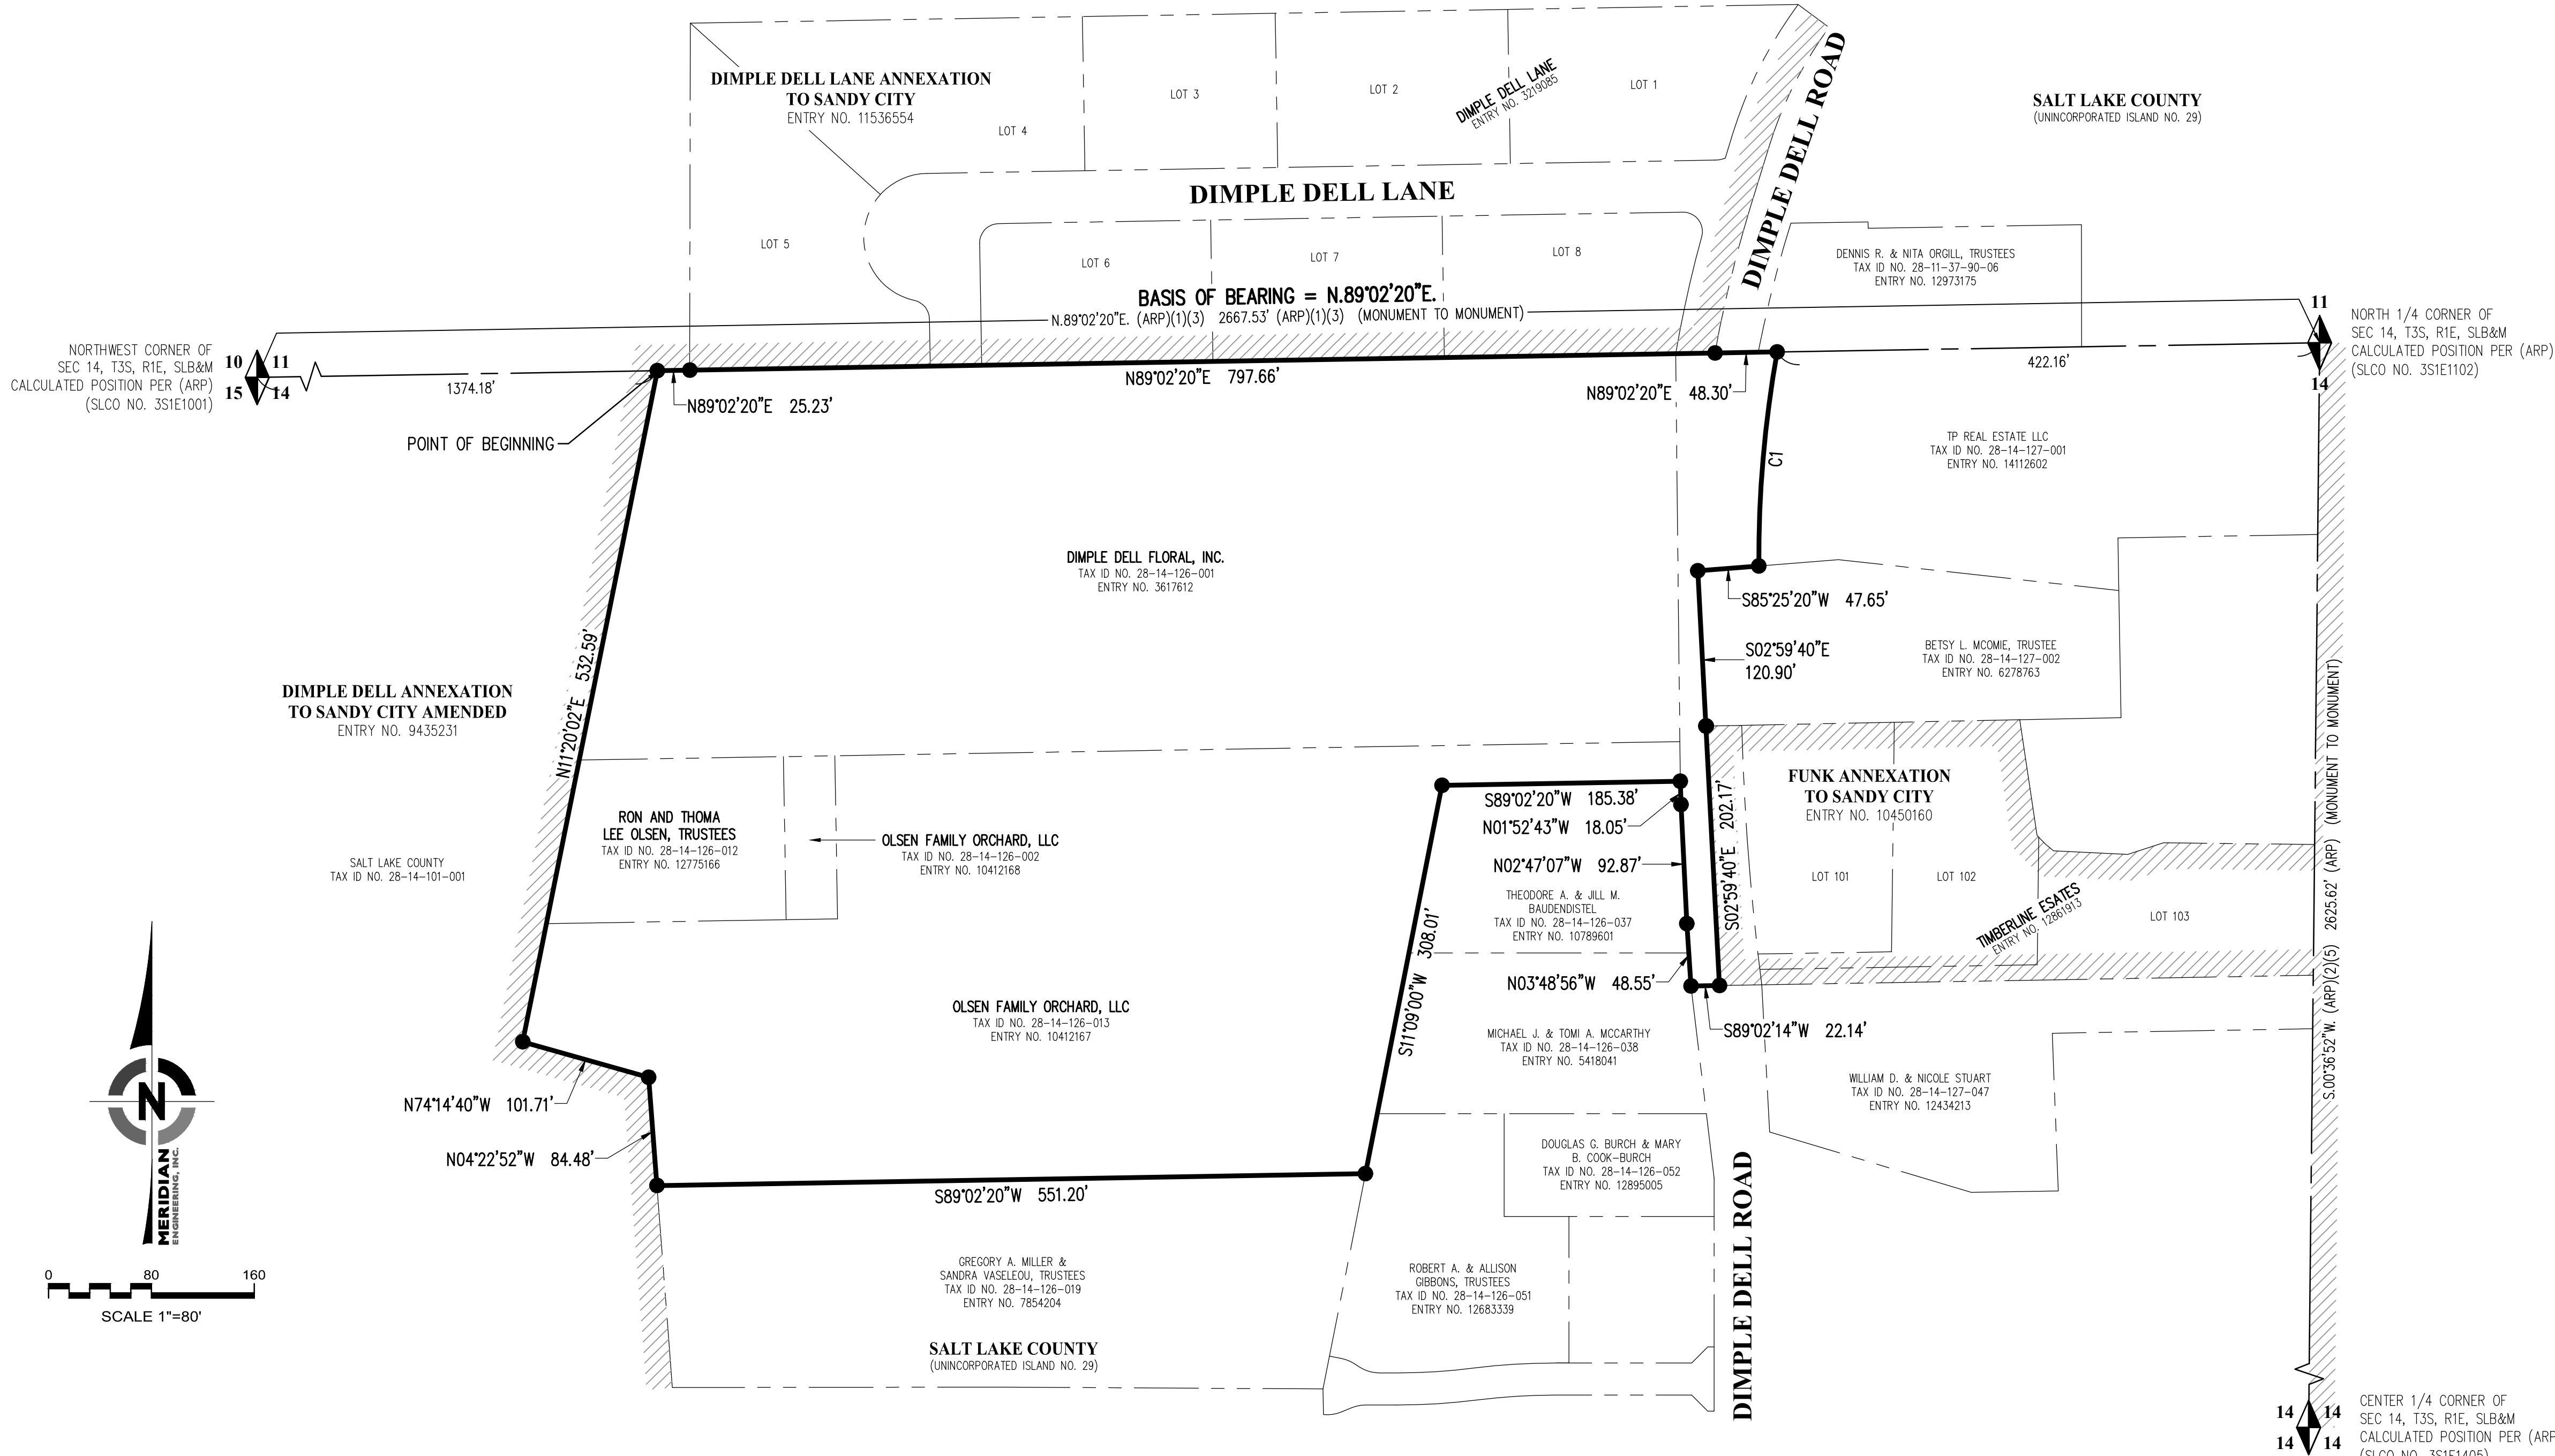 DIMPLE DELL LANE ANNEXATION
TO SANDY CITY
ENTRY NO. 11536554
LOT 4
LOT 3
LOT 2
DIMPLE DELL LANE
ENTRY NO. 3219085
LOT 1
DIMPLE DELL ROAD
SALT LAKE COUNTY
(UNINCORPORATED ISLAND NO. 29)
DIMPLE DELL LANE
LOT 5
LOT 6
LOT 7
LOT 8
DENNIS R. & NITA ORGILL, TRUSTEES
TAX ID NO. 28-11-37-90-06
ENTRY NO. 12973175
BASIS OF BEARING = N.89°02'20"E.
N.89°02'20"E. (ARP)(1)(3) 2667.53' (ARP)(1)(3) (MONUMENT TO MONUMENT)
NORTHWEST CORNER OF
SEC 14, T3S, R1E, SLB&M
CALCULATED POSITION PER (ARP)
(SLCO NO. 3S1E1001)
10 11
15 14
1374.18'
POINT OF BEGINNING
N89°02'20"E 25.23'
N89°02'20"E 797.66'
N89°02'20"E 48.30'
422.16'
11
14
NORTH 1/4 CORNER OF
SEC 14, T3S, R1E, SLB&M
CALCULATED POSITION PER (ARP)
(SLCO NO. 3S1E1102)
C1
TP REAL ESTATE LLC
TAX ID NO. 28-14-127-001
ENTRY NO. 14112602
DIMPLE DELL FLORAL, INC.
TAX ID NO. 28-14-126-001
ENTRY NO. 3617612
S85°25'20"W 47.65'
S02°59'40"E
120.90'
BETSY L. MCOMIE, TRUSTEE
TAX ID NO. 28-14-127-002
ENTRY NO. 6278763
N11°20'02"E 532.59'
DIMPLE DELL ANNEXATION
TO SANDY CITY AMENDED
ENTRY NO. 9435231
SALT LAKE COUNTY
TAX ID NO. 28-14-101-001
RON AND THOMA
LEE OLSEN, TRUSTEES
TAX ID NO. 28-14-126-012
ENTRY NO. 12775166
OLSEN FAMILY ORCHARD, LLC
TAX ID NO. 28-14-126-002
ENTRY NO. 10412168
S89°02'20"W 185.38'
N01°52'43"W 18.05'
N02°47'07"W 92.87'
THEODORE A. & JILL M.
BAUDENDISTEL
TAX ID NO. 28-14-126-037
ENTRY NO. 10789601
N03°48'56"W 48.55'
S02°59'40"E 202.17'
FUNK ANNEXATION
TO SANDY CITY
ENTRY NO. 10450160
LOT 101
LOT 102
TIMBERLINE ESATES
ENTRY NO. 12861913
LOT 103
S.00°36'52"W. (ARP)(2)(5) 2625.62' (ARP) (MONUMENT TO MONUMENT)
S11°09'00"W 308.01'
OLSEN FAMILY ORCHARD, LLC
TAX ID NO. 28-14-126-013
ENTRY NO. 10412167
S89°02'14"W 22.14'
MICHAEL J. & TOMI A. MCCARTHY
TAX ID NO. 28-14-126-038
ENTRY NO. 5418041
WILLIAM D. & NICOLE STUART
TAX ID NO. 28-14-127-047
ENTRY NO. 12434213
N74°14'40"W 101.71'
N04°22'52"W 84.48'
S89°02'20"W 551.20'
DOUGLAS G. BURCH & MARY
B. COOK-BURCH
TAX ID NO. 28-14-126-052
ENTRY NO. 12895005
GREGORY A. MILLER &
SANDRA VASELEOU, TRUSTEES
TAX ID NO. 28-14-126-019
ENTRY NO. 7854204
ROBERT A. & ALLISON
GIBBONS, TRUSTEES
TAX ID NO. 28-14-126-051
ENTRY NO. 12683339
DIMPLE DELL ROAD
SALT LAKE COUNTY
(UNINCORPORATED ISLAND NO. 29)
N
MERIDIAN
ENGINEERING, INC.
0 80 160
SCALE 1"=80'
14 14
14 14
CENTER 1/4 CORNER OF
SEC 14, T3S, R1E, SLB&M
CALCULATED POSITION PER (ARP
(SLCO NO. 3S1E1405)